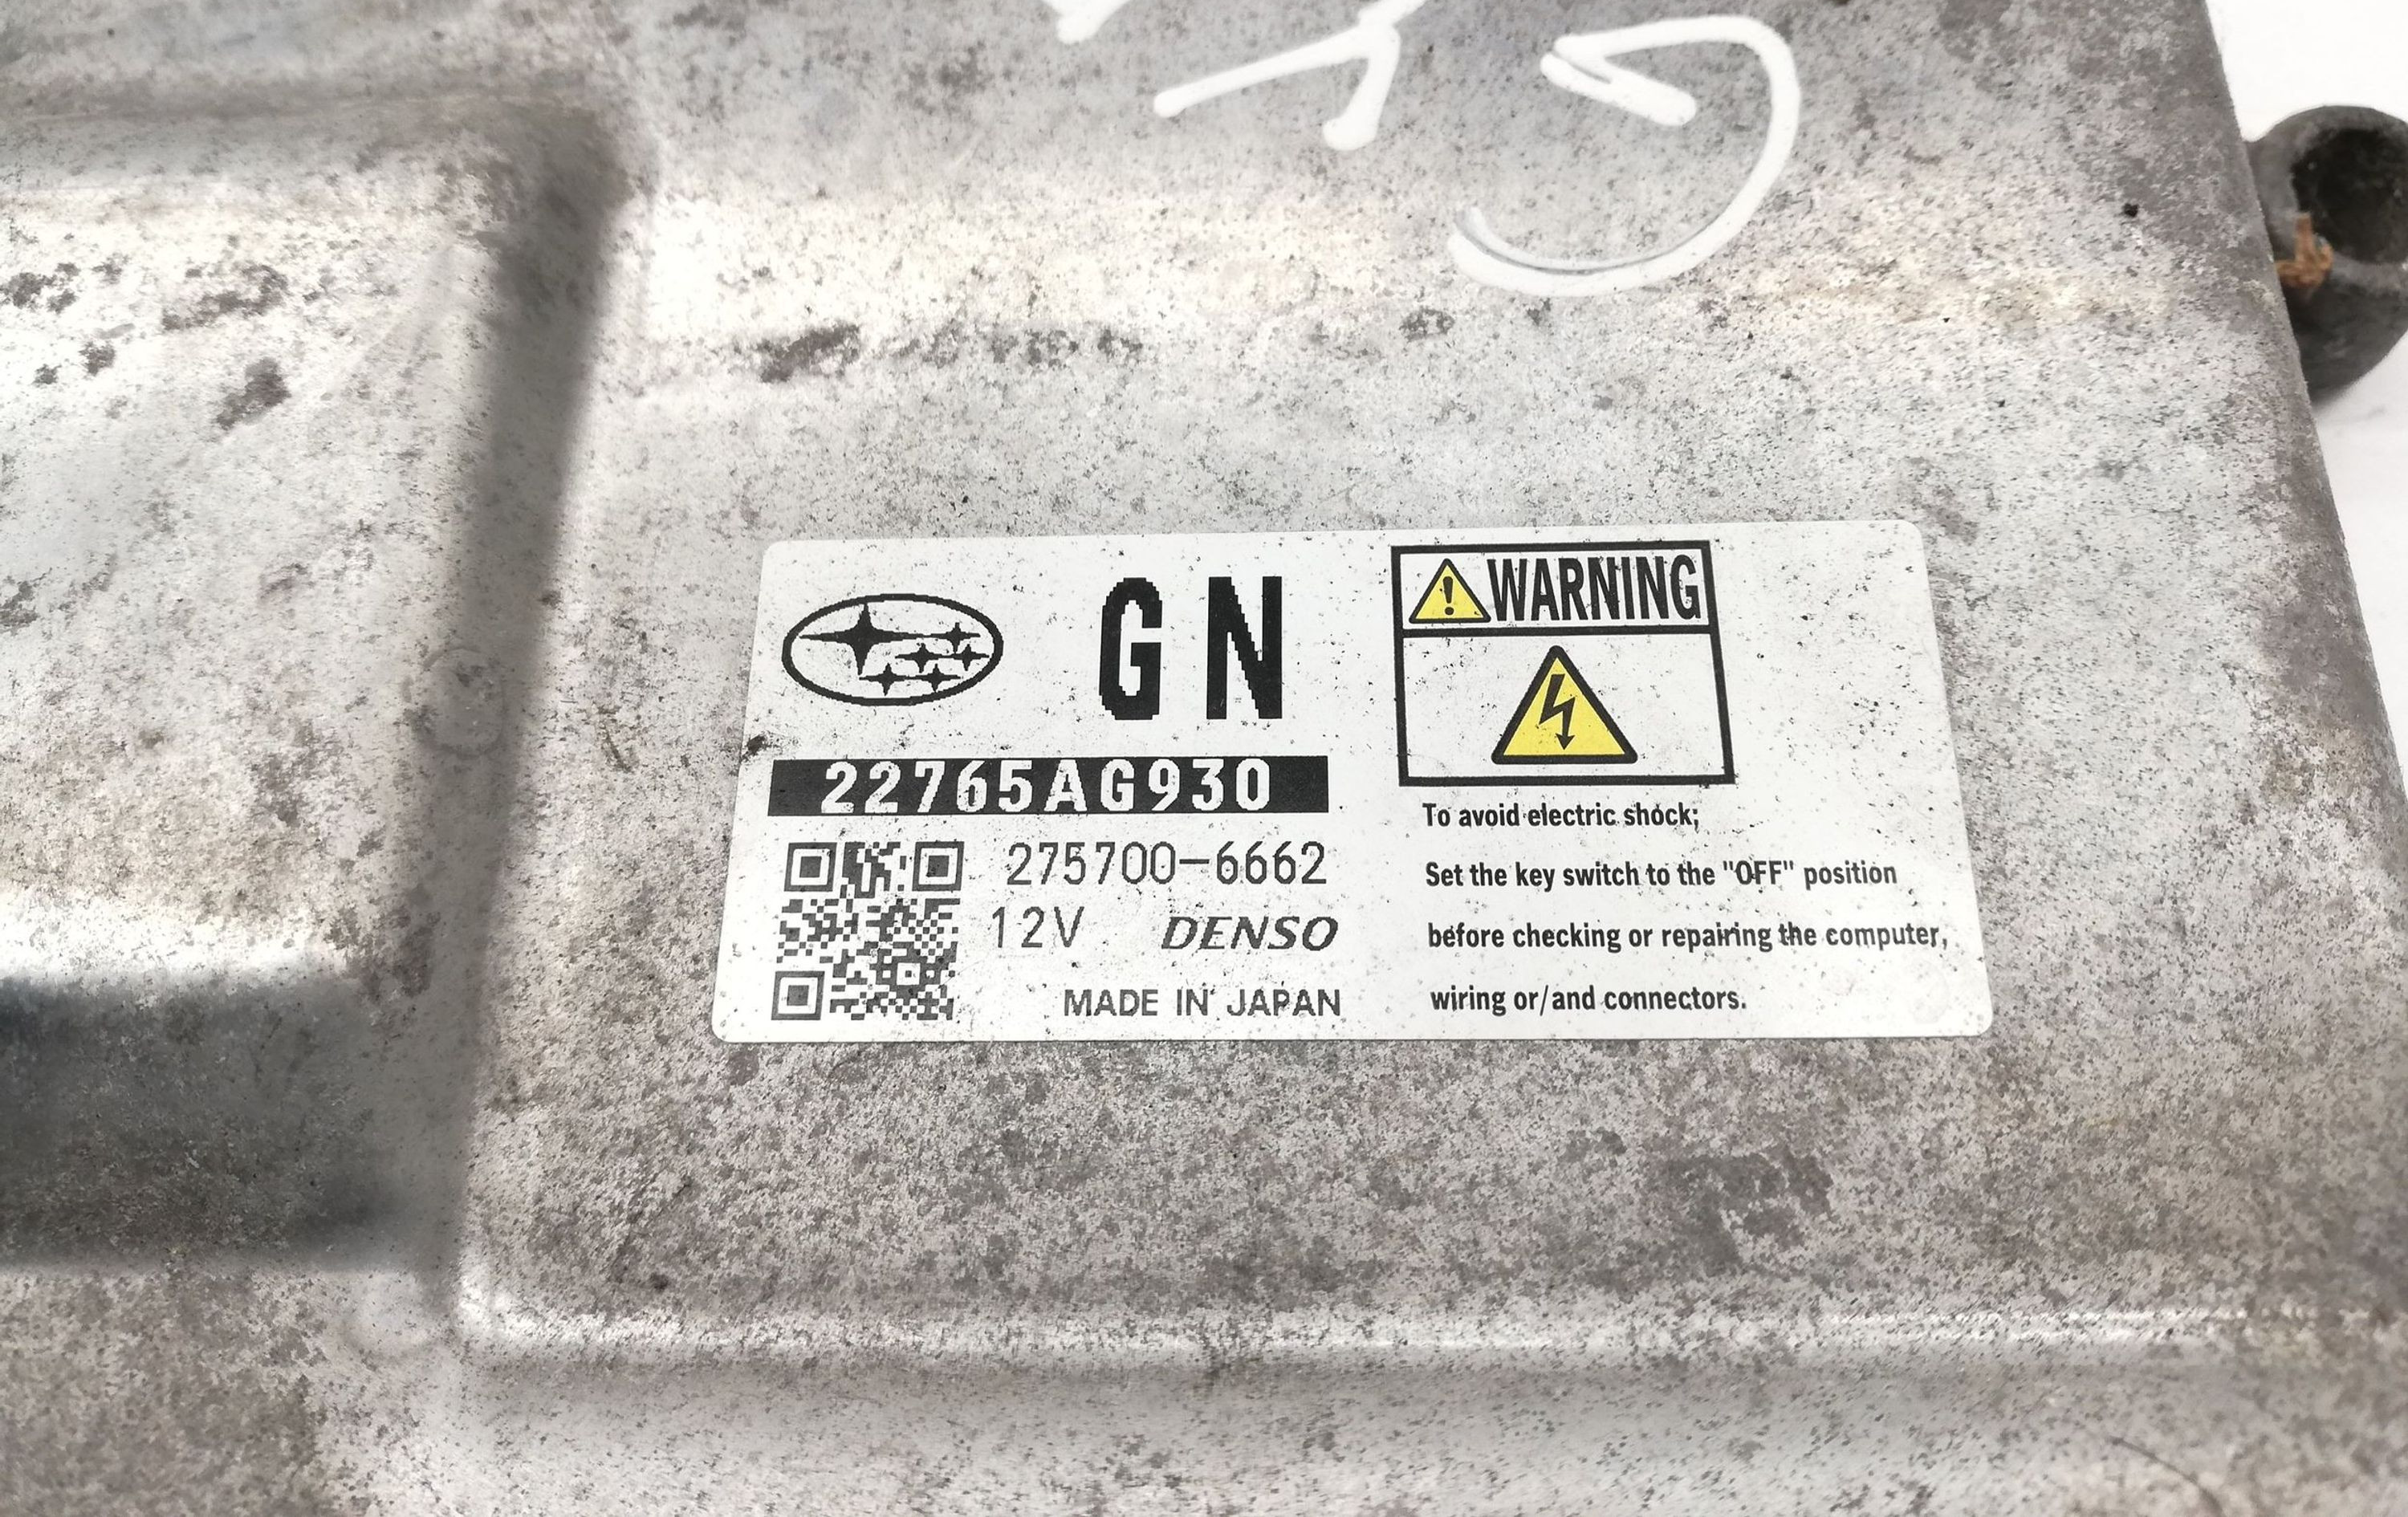 GN
22765AG930
275700-6662
12V DENSO
MADE IN JAPAN
WARNING
To avoid electric shock;
Set the key switch to the "OFF" position
before checking or repairing the computer,
wiring or/and connectors.